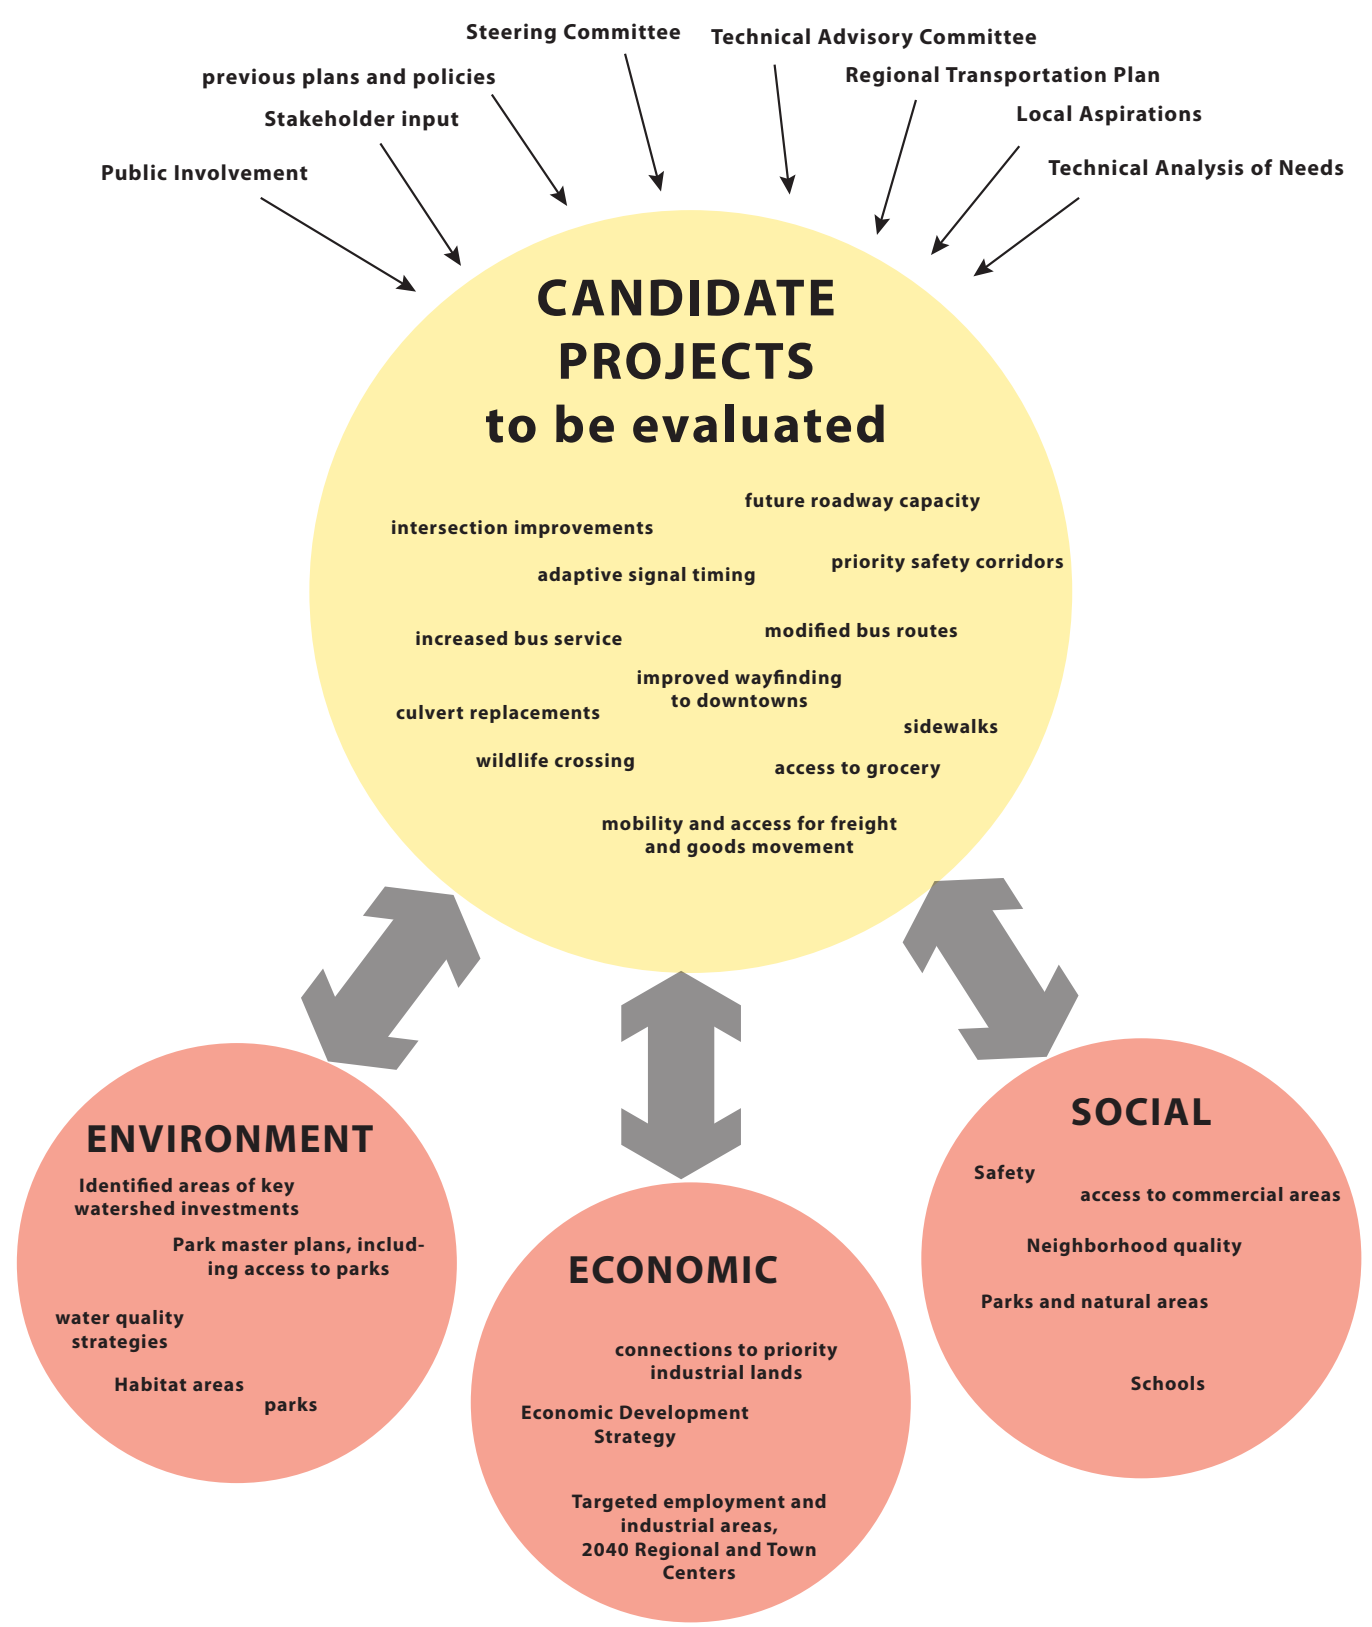 Steering Committee
Technical Advisory Committee
previous plans and policies
Regional Transportation Plan
Stakeholder input
Local Aspirations
Public Involvement
Technical Analysis of Needs
CANDIDATE
PROJECTS
to be evaluated
future roadway capacity
intersection improvements
priority safety corridors
adaptive signal timing
modified bus routes
increased bus service
improved wayfinding
to downtowns
culvert replacements
sidewalks
wildlife crossing
access to grocery
mobility and access for freight
and goods movement
ENVIRONMENT
Identified areas of key
watershed investments
Park master plans, includ-
ing access to parks
water quality
strategies
Habitat areas
parks
ECONOMIC
connections to priority
industrial lands
Economic Development
Strategy
Targeted employment and
industrial areas,
2040 Regional and Town
Centers
SOCIAL
Safety
access to commercial areas
Neighborhood quality
Parks and natural areas
Schools